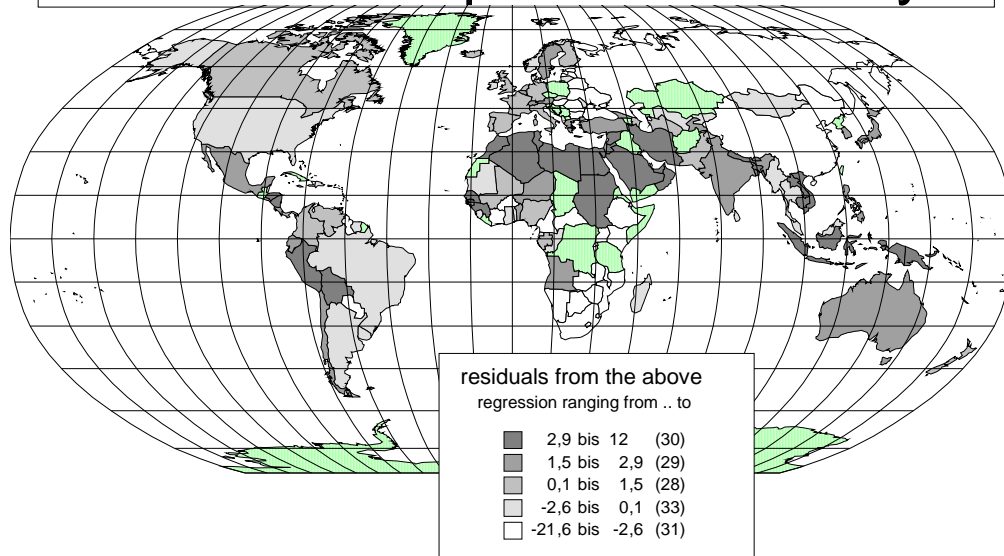 residuals from the above
regression ranging from .. to
2,9 bis 12 (30)
1,5 bis 2,9 (29)
0,1 bis 1,5 (28)
-2,6 bis 0,1 (33)
-21,6 bis -2,6 (31)